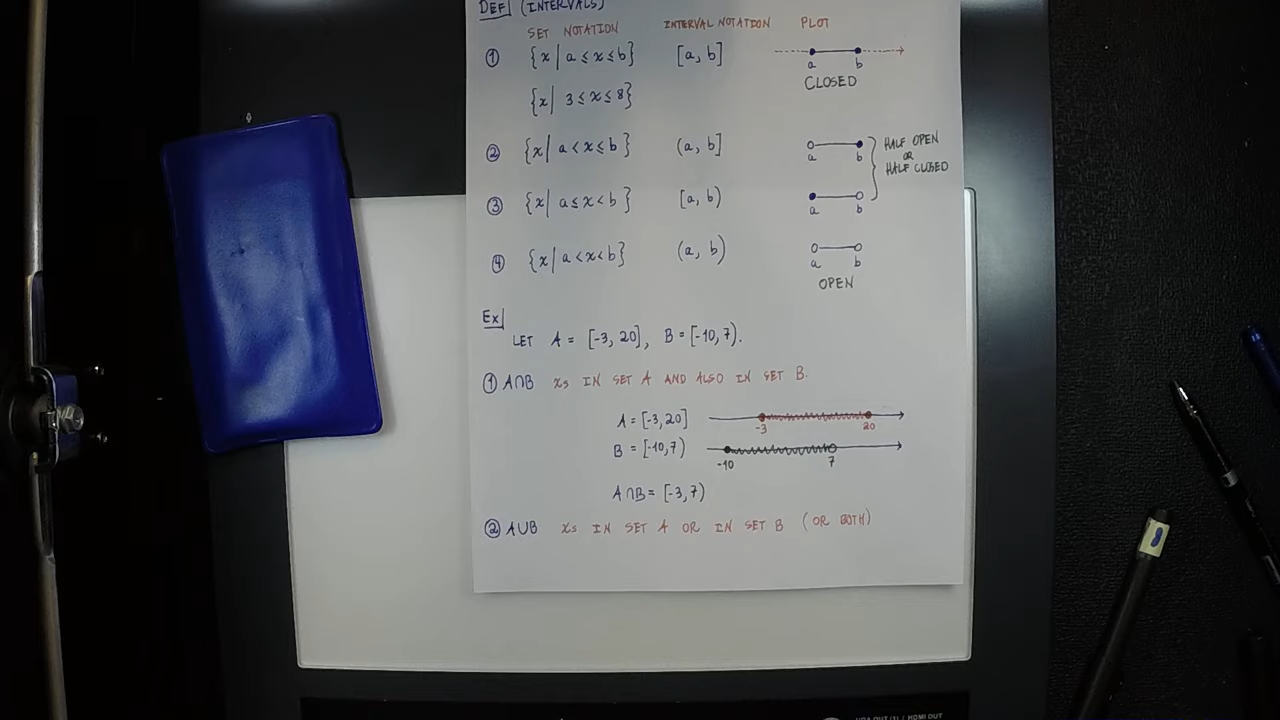 DEF (INTERVALS)
SET NOTATION INTERVAL NOTATION PLOT
① {x | a ≤ x ≤ b} [a, b]
a b
CLOSED
{x | 3 ≤ x ≤ 8}
② {x | a < x ≤ b} (a, b]
a b
HALF OPEN
OR
HALF CLOSED
③ {x | a ≤ x < b} [a, b)
a b
④ {x | a < x < b} (a, b)
a b
OPEN
Ex
LET A = [-3, 20], B = [-10, 7).
① A∩B xs IN SET A AND ALSO IN SET B.
A = [-3, 20]
-3 20
B = [-10, 7)
-10 7
A∩B = [-3, 7)
② A∪B xs IN SET A OR IN SET B (OR BOTH)